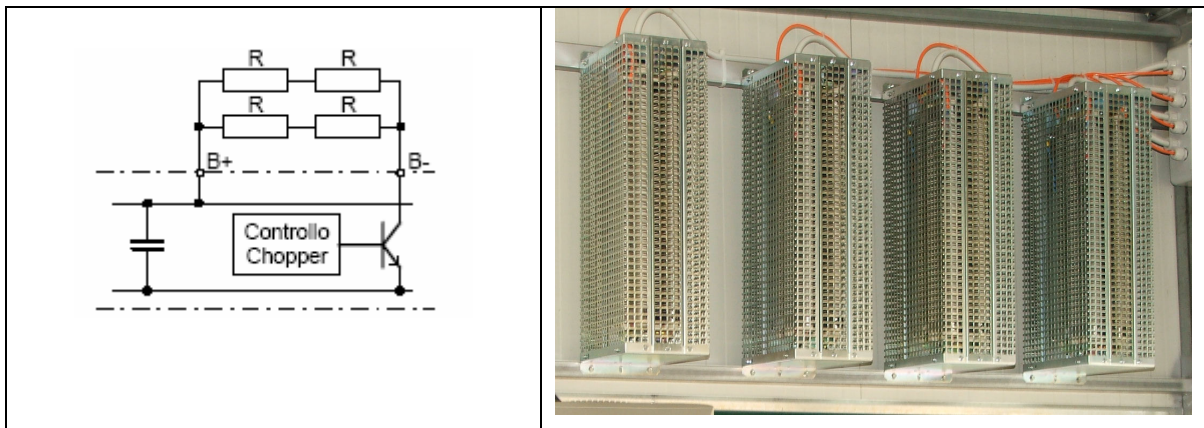 R R
R R
B+ B-
Controllo
Chopper